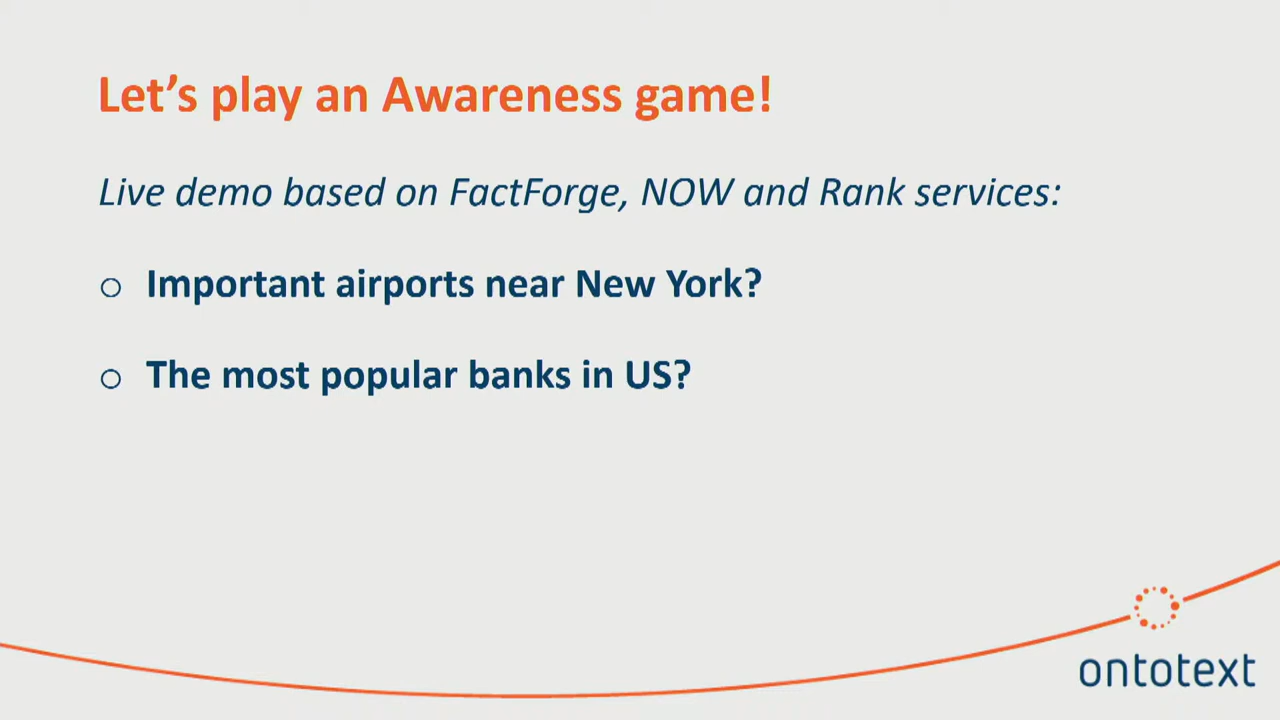 Let's play an Awareness game!
Live demo based on FactForge, NOW and Rank services:
o Important airports near New York?
o The most popular banks in US?
ontotext